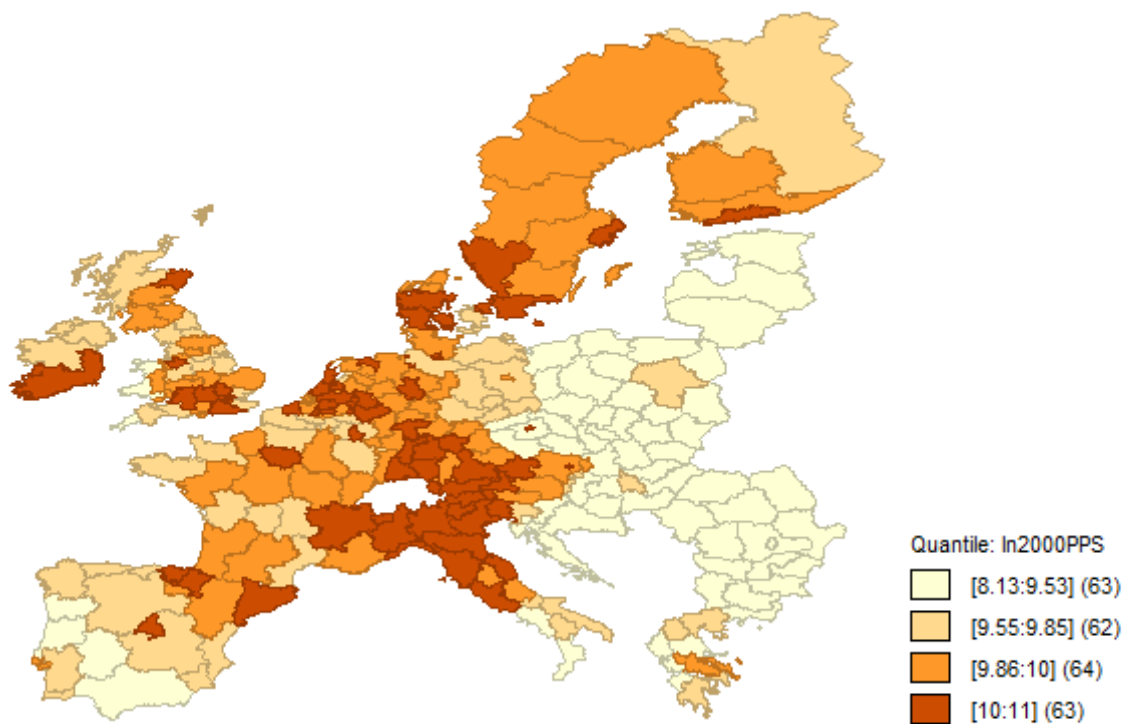 Quantile: ln2000PPS
[8.13:9.53] (63)
[9.55:9.85] (62)
[9.86:10] (64)
[10:11] (63)